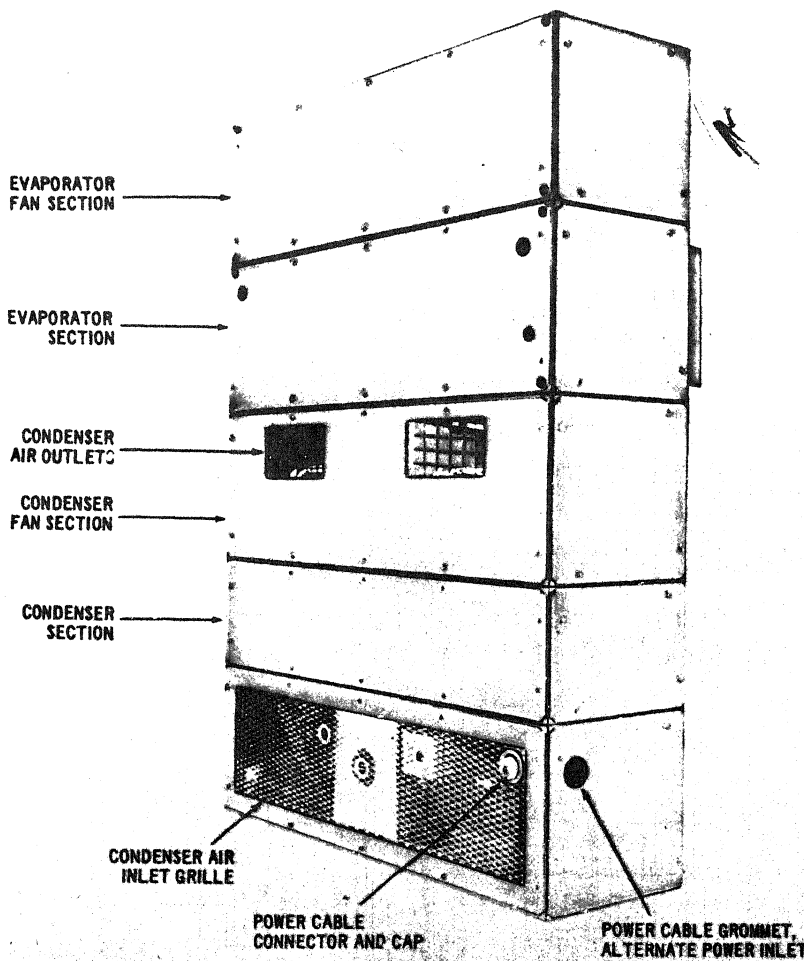 EVAPORATOR
FAN SECTION
EVAPORATOR
SECTION
CONDENSER
AIR OUTLETS
CONDENSER
FAN SECTION
CONDENSER
SECTION
CONDENSER AIR
INLET GRILLE
POWER CABLE
CONNECTOR AND CAP
POWER CABLE GROMMET,
ALTERNATE POWER INLET